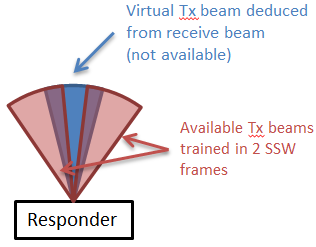 Virtual Tx beam deduced
from receive beam
(not available)
Available Tx beams
trained in 2 SSW
frames
Responder